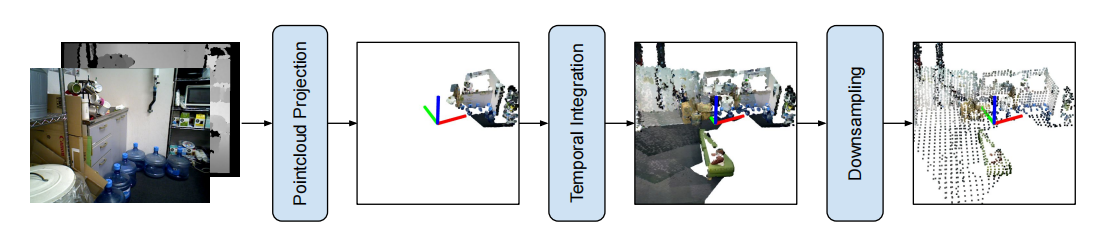 Pointcloud Projection
Temporal Integration
Downsampling